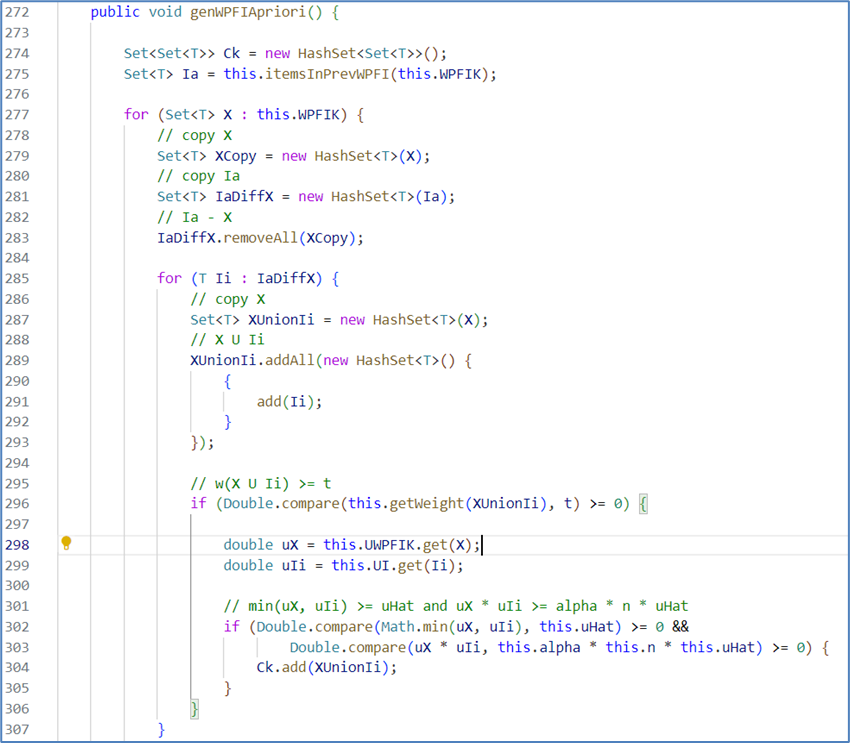 272 public void genWPFIApriori() {
273
274 Set<Set<T>> Ck = new HashSet<Set<T>>();
275 Set<T> Ia = this.itemsInPrevWPFI(this.WPFIK);
276
277 for (Set<T> X : this.WPFIK) {
278 // copy X
279 Set<T> XCopy = new HashSet<T>(X);
280 // copy Ia
281 Set<T> IaDiffX = new HashSet<T>(Ia);
282 // Ia - X
283 IaDiffX.removeAll(XCopy);
284
285 for (T Ii : IaDiffX) {
286 // copy X
287 Set<T> XUnionIi = new HashSet<T>(X);
288 // X U Ii
289 XUnionIi.addAll(new HashSet<T>() {
290 {
291 add(Ii);
292 }
293 });
294
295 // w(X U Ii) >= t
296 if (Double.compare(this.getWeight(XUnionIi), t) >= 0) {
297
298 double uX = this.UWPFIK.get(X);
299 double uIi = this.UI.get(Ii);
300
301 // min(uX, uIi) >= uHat and uX * uIi >= alpha * n * uHat
302 if (Double.compare(Math.min(uX, uIi), this.uHat) >= 0 &&
303 Double.compare(uX * uIi, this.alpha * this.n * this.uHat) >= 0) {
304 Ck.add(XUnionIi);
305 }
306 }
307 }